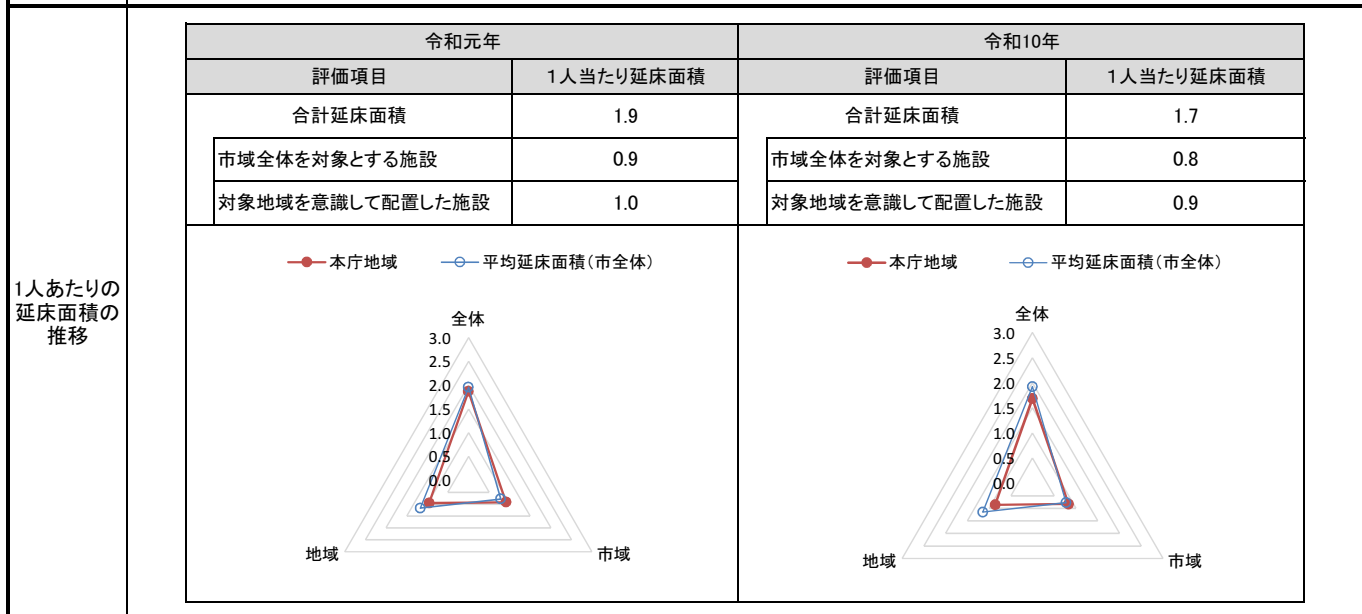 1人あたりの
延床面積の
推移
令和元年
令和10年
評価項目
1人当たり延床面積
評価項目
1人当たり延床面積
合計延床面積
1.9
合計延床面積
1.7
市域全体を対象とする施設
0.9
市域全体を対象とする施設
0.8
対象地域を意識して配置した施設
1.0
対象地域を意識して配置した施設
0.9
本庁地域
平均延床面積(市全体)
全体
3.0
2.5
2.0
1.5
1.0
0.5
0.0
地域
市域
本庁地域
平均延床面積(市全体)
全体
3.0
2.5
2.0
1.5
1.0
0.5
0.0
地域
市域